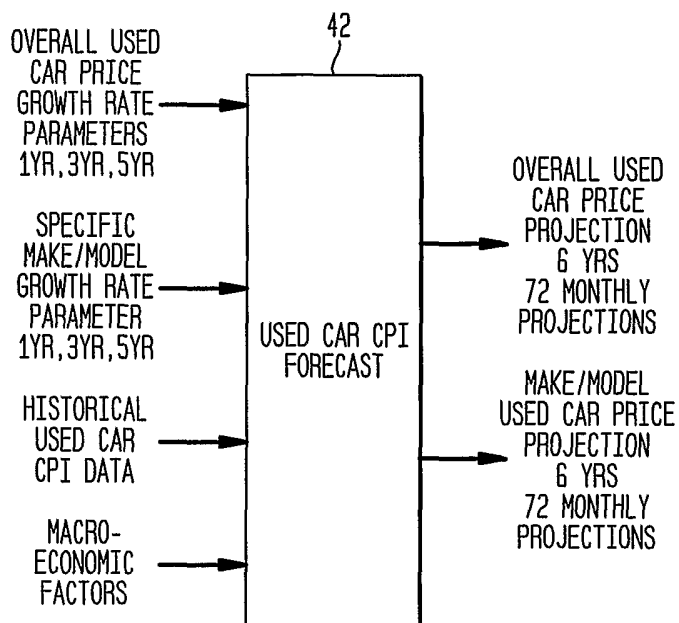 42
OVERALL USED
CAR PRICE
GROWTH RATE
PARAMETERS
1YR,3YR,5YR
SPECIFIC
MAKE/MODEL
GROWTH RATE
PARAMETER
1YR,3YR,5YR
HISTORICAL
USED CAR
CPI DATA
MACRO-
ECONOMIC
FACTORS
USED CAR CPI
FORECAST
OVERALL USED
CAR PRICE
PROJECTION
6 YRS
72 MONTHLY
PROJECTIONS
MAKE/MODEL
USED CAR PRICE
PROJECTION
6 YRS
72 MONTHLY
PROJECTIONS